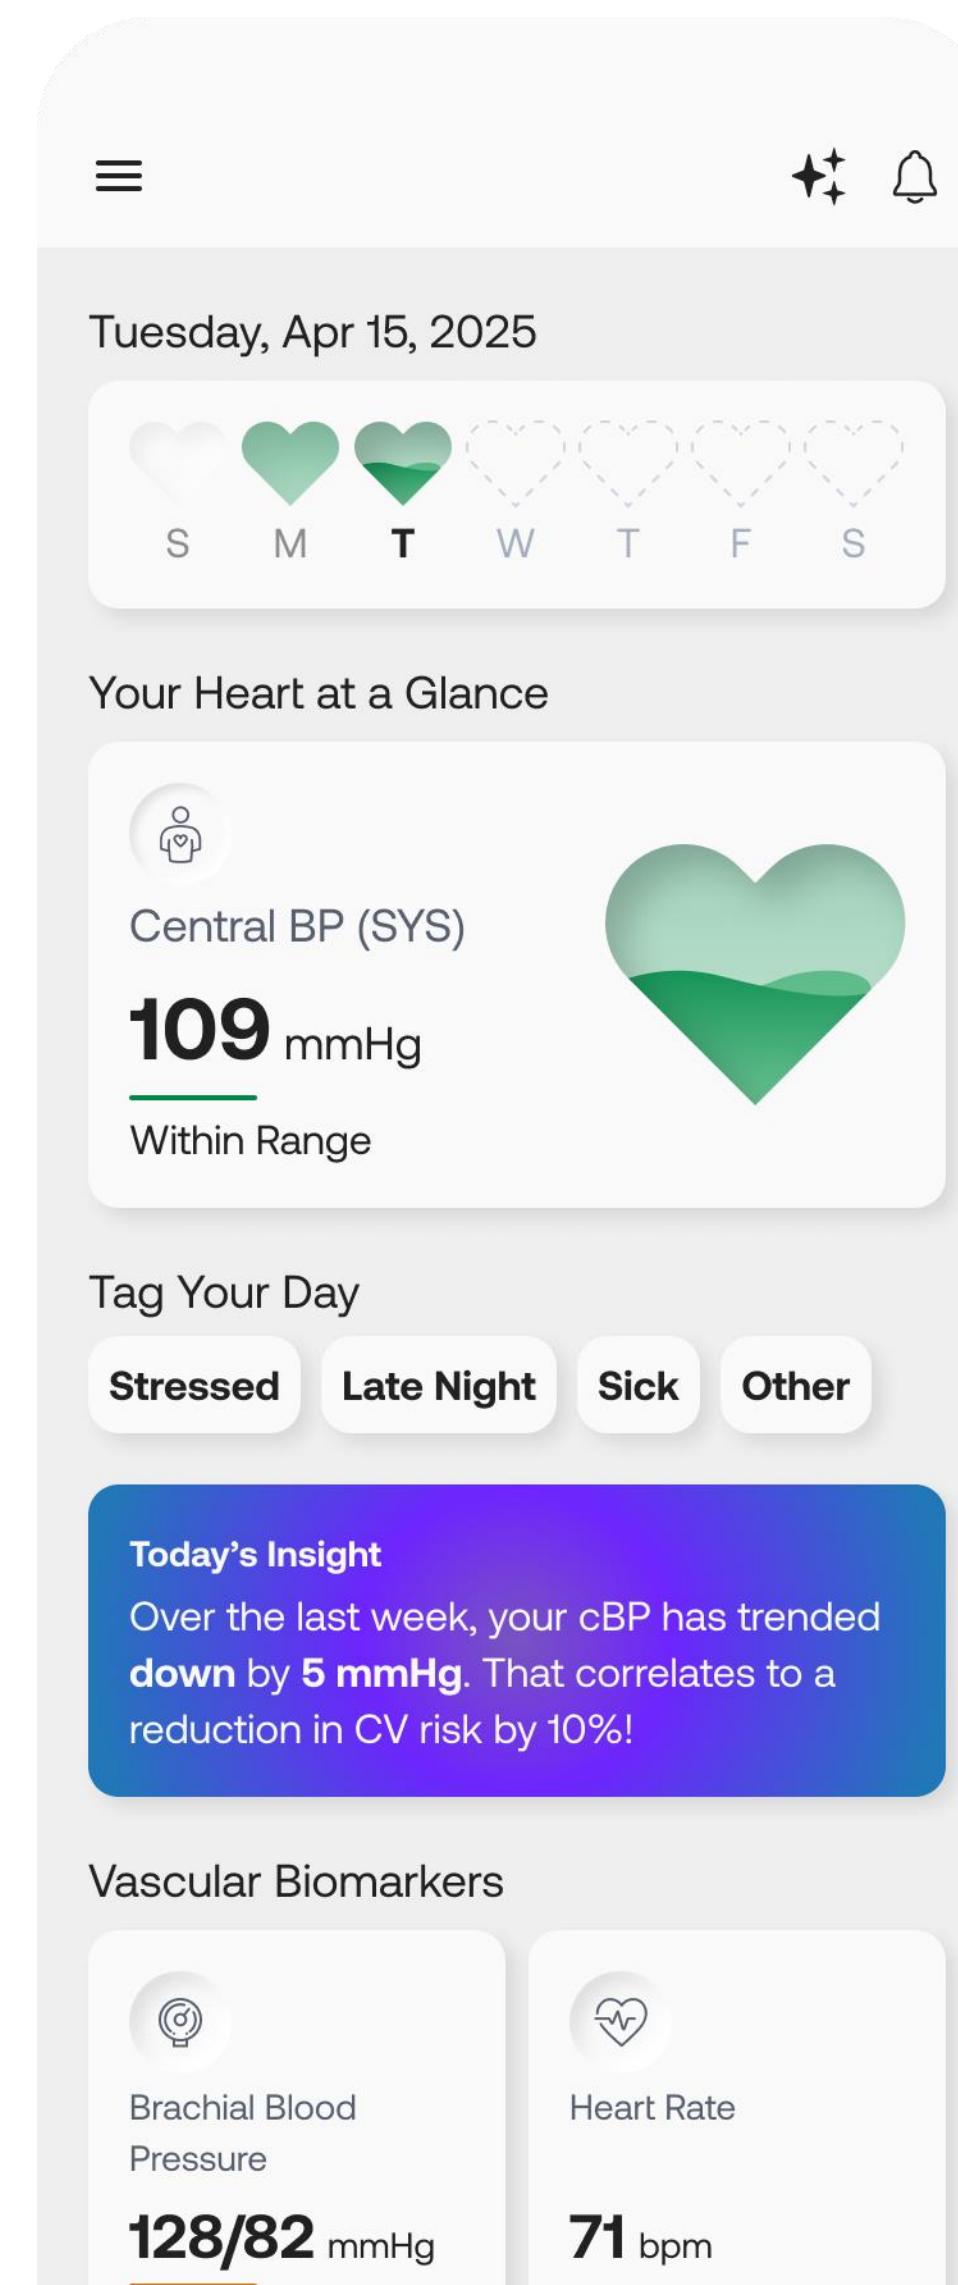 Tuesday, Apr 15, 2025
S M T W T F S
Your Heart at a Glance
Central BP (SYS)
109 mmHg
Within Range
Tag Your Day
Stressed Late Night Sick Other
Today’s Insight
Over the last week, your cBP has trended
down by 5 mmHg. That correlates to a
reduction in CV risk by 10%!
Vascular Biomarkers
Brachial Blood
Pressure
128/82 mmHg
Heart Rate
71 bpm